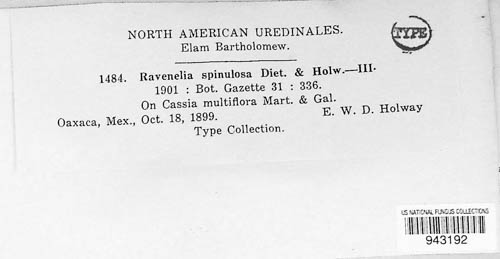 NORTH AMERICAN UREDINALES.
Elam Bartholomew.
TYPE
1484. Ravenelia spinulosa Diet. & Holw.—III.
1901 : Bot. Gazette 31 : 336.
On Cassia multiflora Mart. & Gal.
Oaxaca, Mex., Oct. 18, 1899. E. W. D. Holway
Type Collection.
US NATIONAL FUNGUS COLLECTIONS
943192